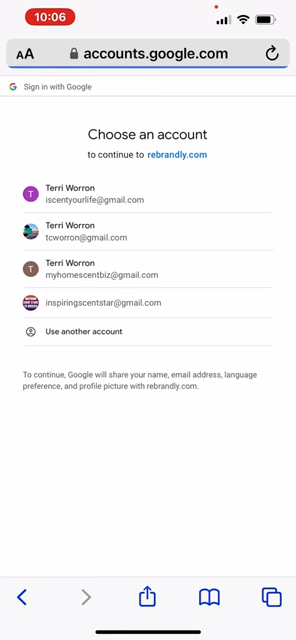 10:06
AA accounts.google.com
G Sign in with Google
Choose an account
to continue to rebrandly.com
T Terri Worron
iscentyourlife@gmail.com
Terri Worron
tcworron@gmail.com
T Terri Worron
myhomescentbiz@gmail.com
inspiringscentstar@gmail.com
Use another account
To continue, Google will share your name, email address, language
preference, and profile picture with rebrandly.com.